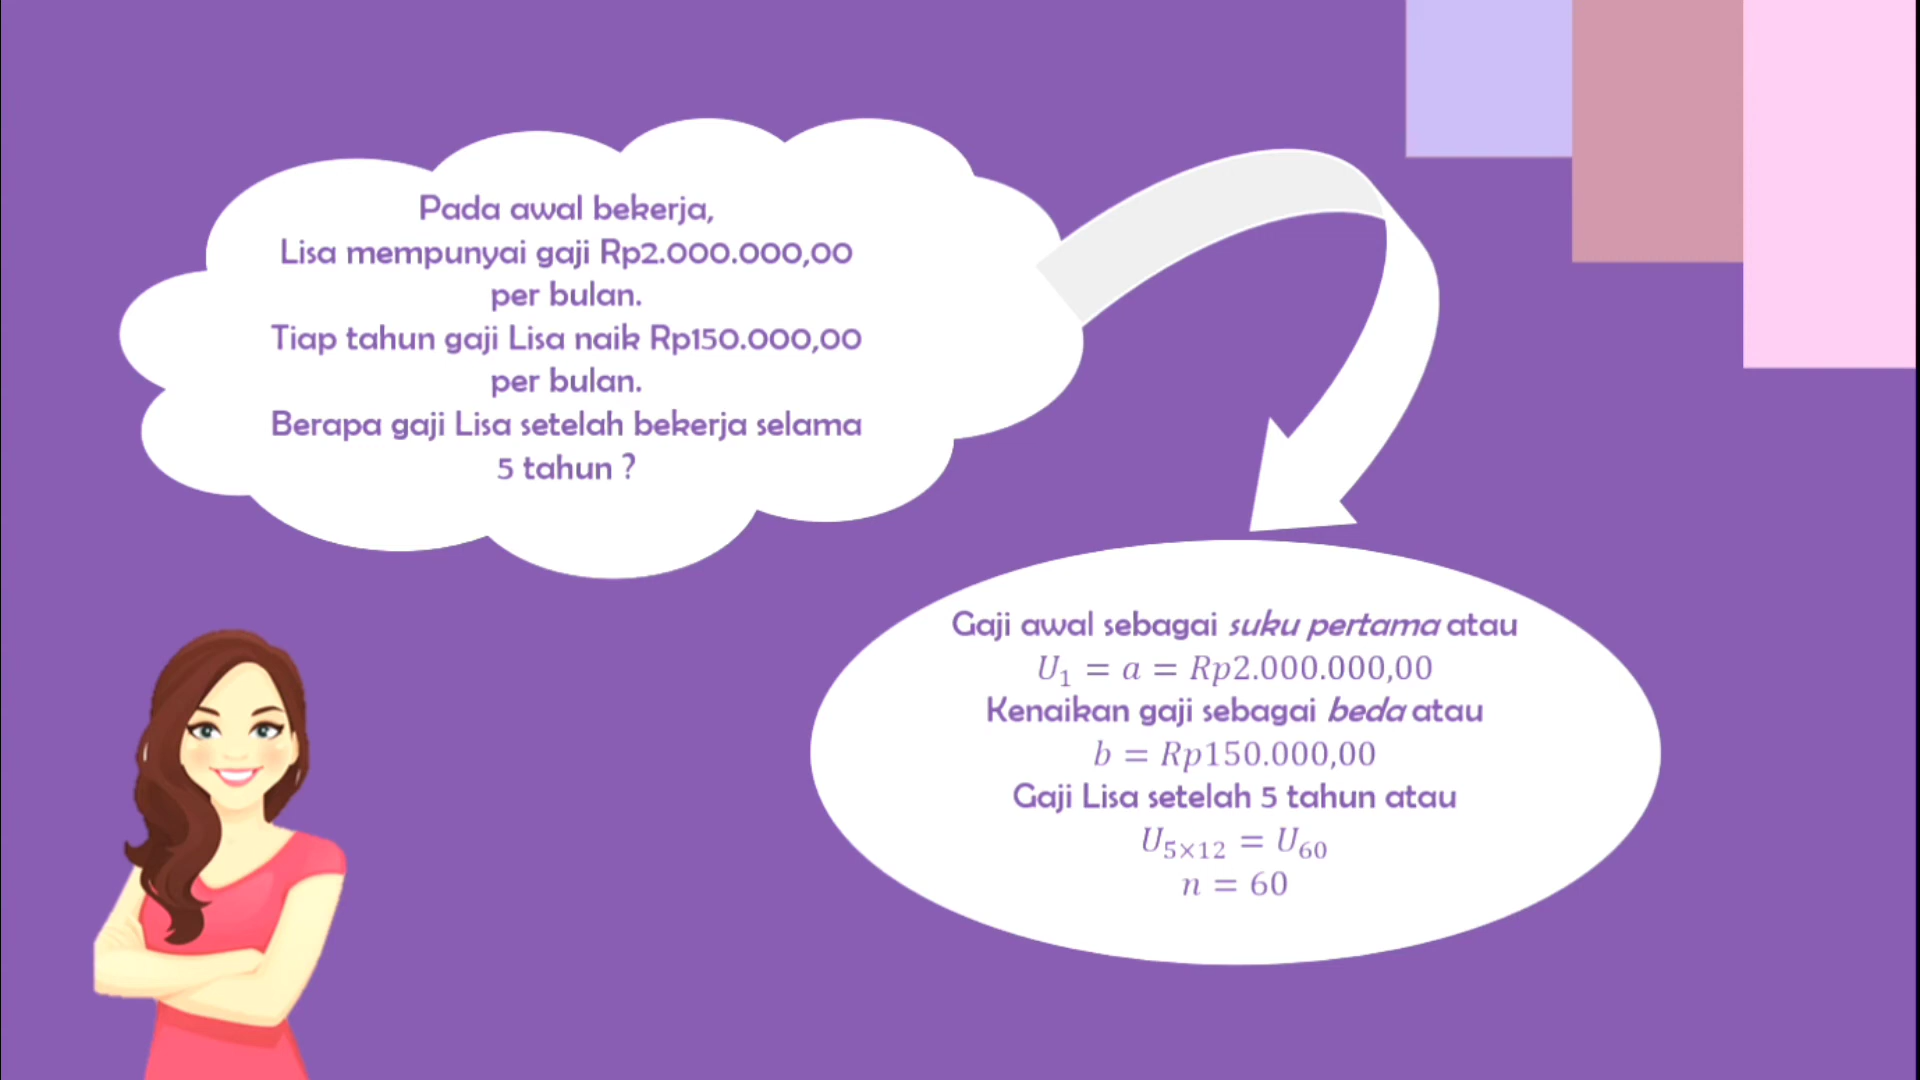 Pada awal bekerja,
Lisa mempunyai gaji Rp2.000.000,00
per bulan.
Tiap tahun gaji Lisa naik Rp150.000,00
per bulan.
Berapa gaji Lisa setelah bekerja selama
5 tahun ?
Gaji awal sebagai suku pertama atau
U₁ = a = Rp2.000.000,00
Kenaikan gaji sebagai beda atau
b = Rp150.000,00
Gaji Lisa setelah 5 tahun atau
U₅ₓ₁₂ = U₆₀
n = 60